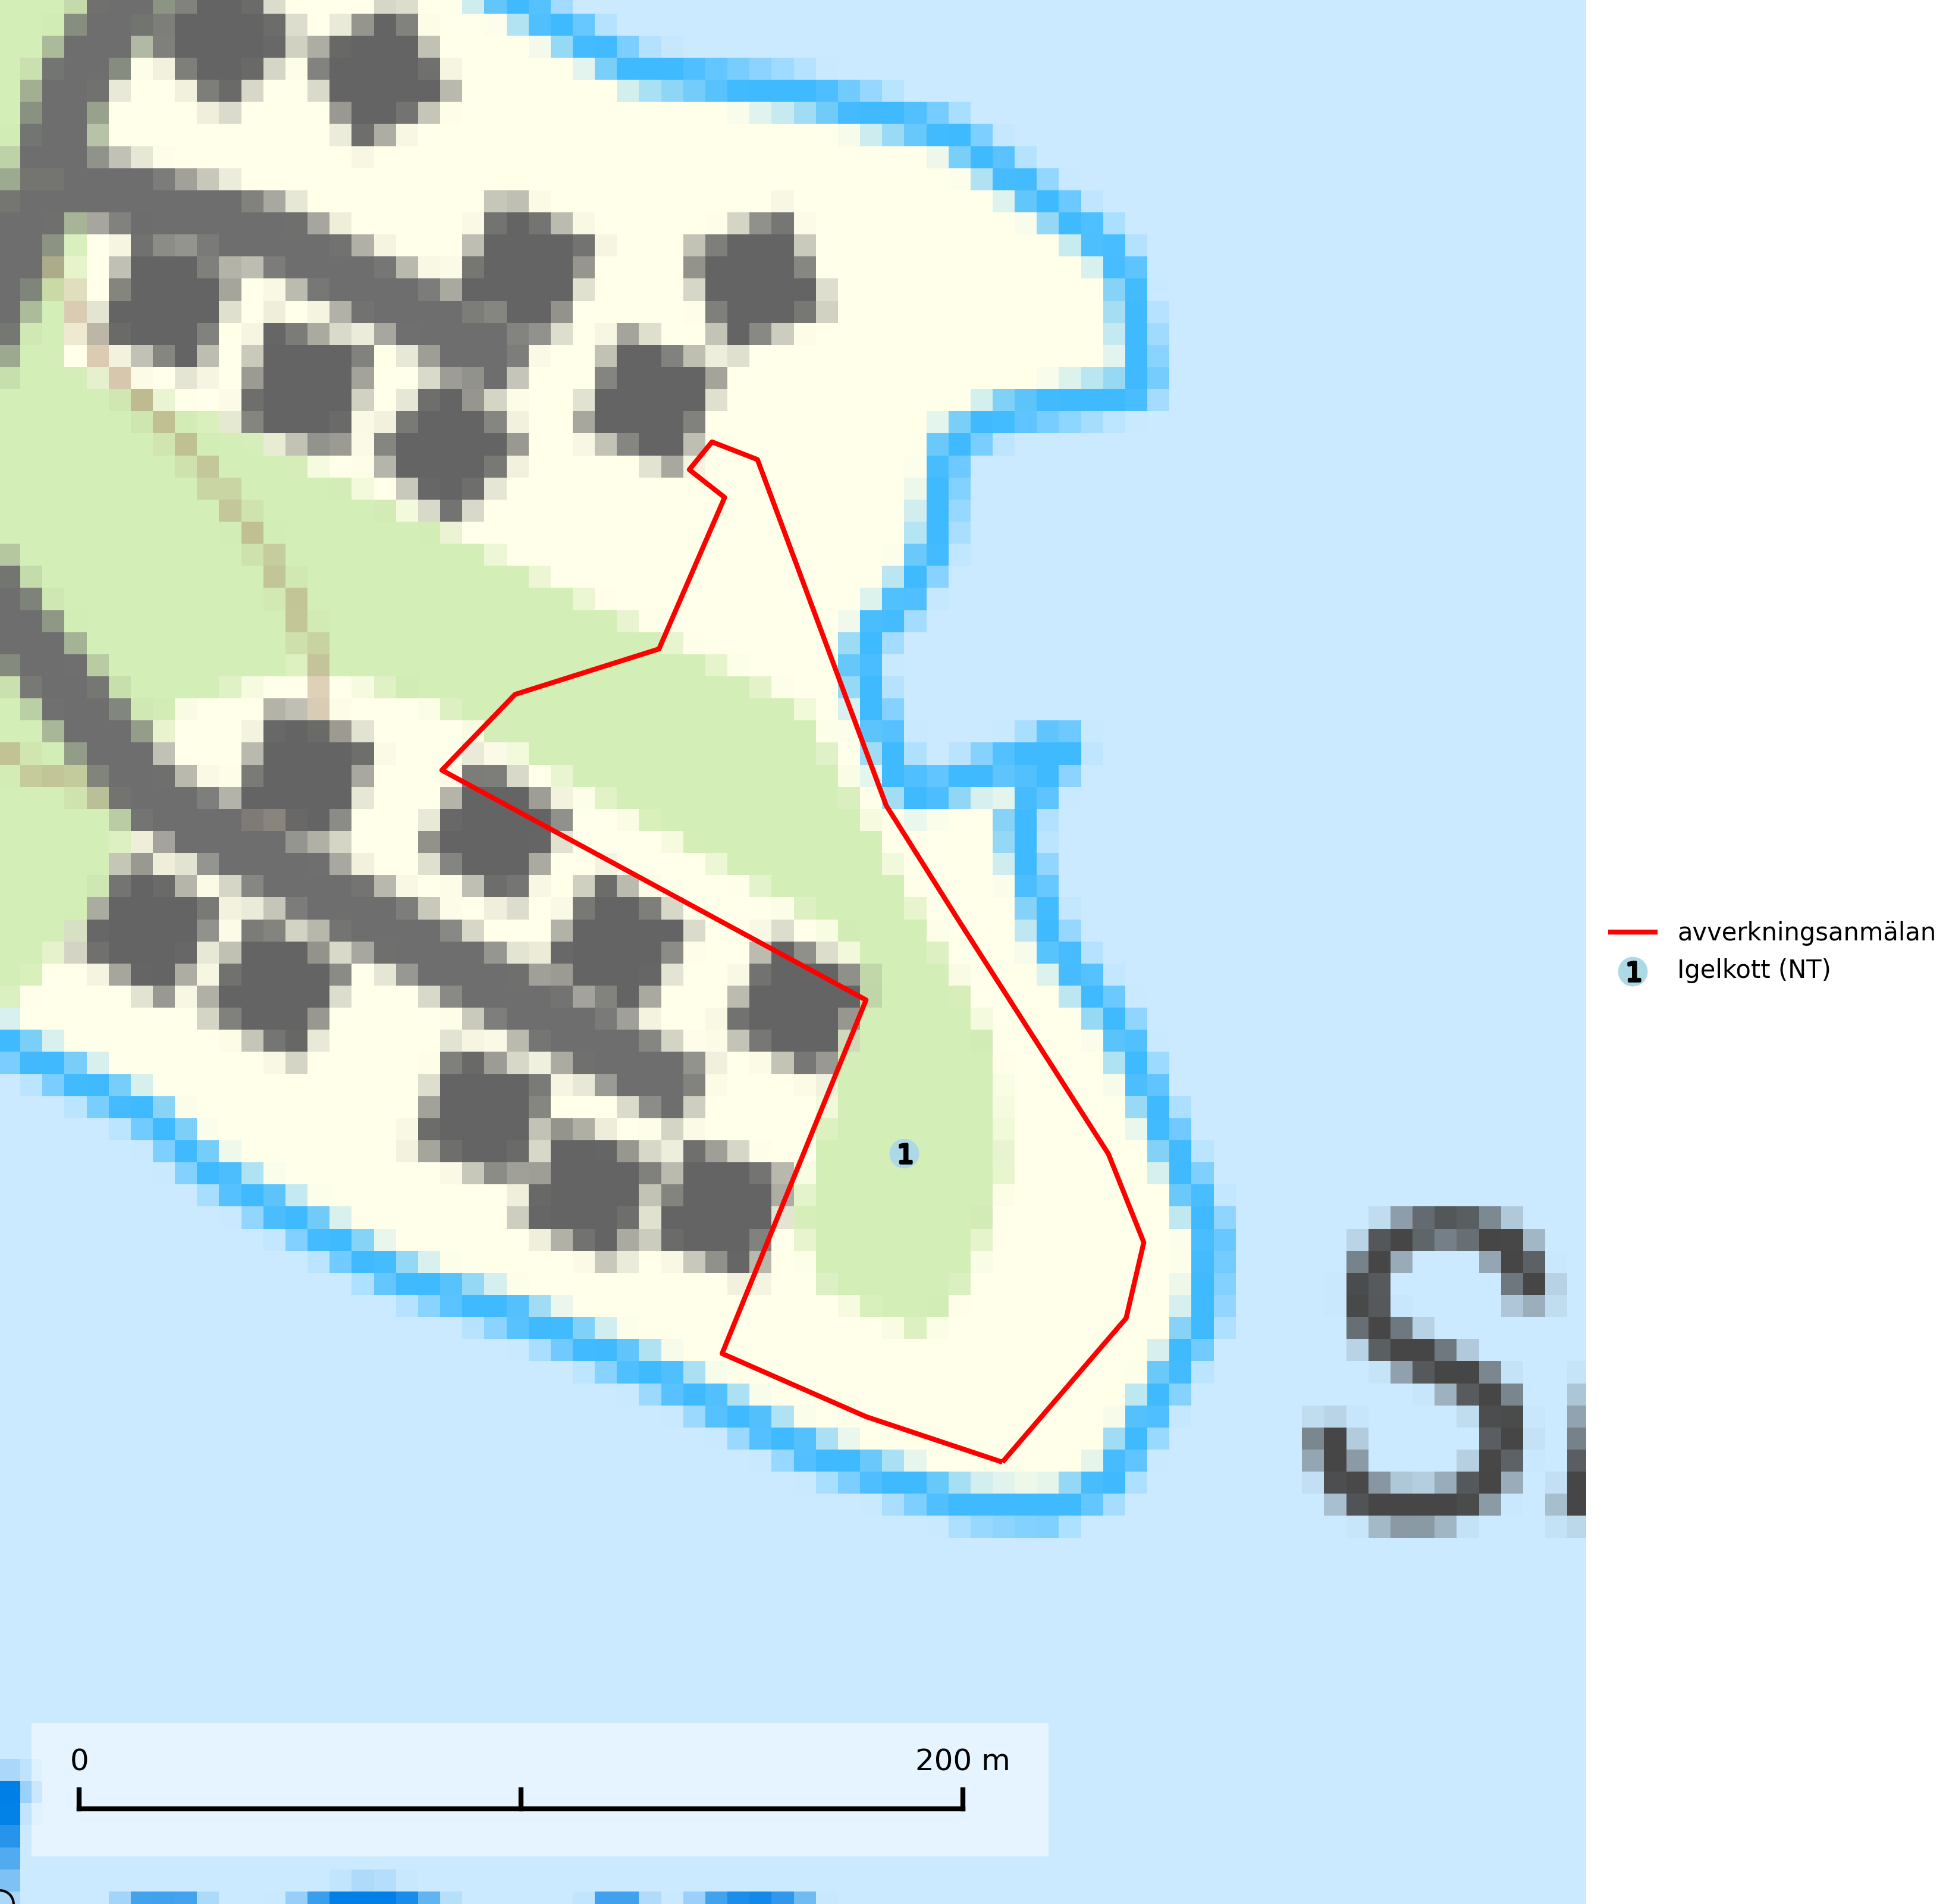 avverkningsanmälan
1 Igelkott (NT)
1
S
0 200 m